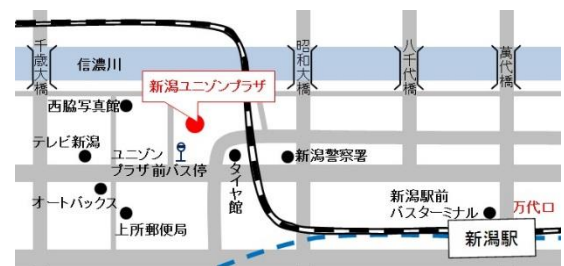 千歳大橋
信濃川
昭和大橋
八千代橋
萬代橋
新潟ユニゾンプラザ
西脇写真館
テレビ新潟
ユニゾン
プラザ前バス停
タイヤ館
新潟警察署
オートバックス
上所郵便局
新潟駅前
バスターミナル
万代口
新潟駅